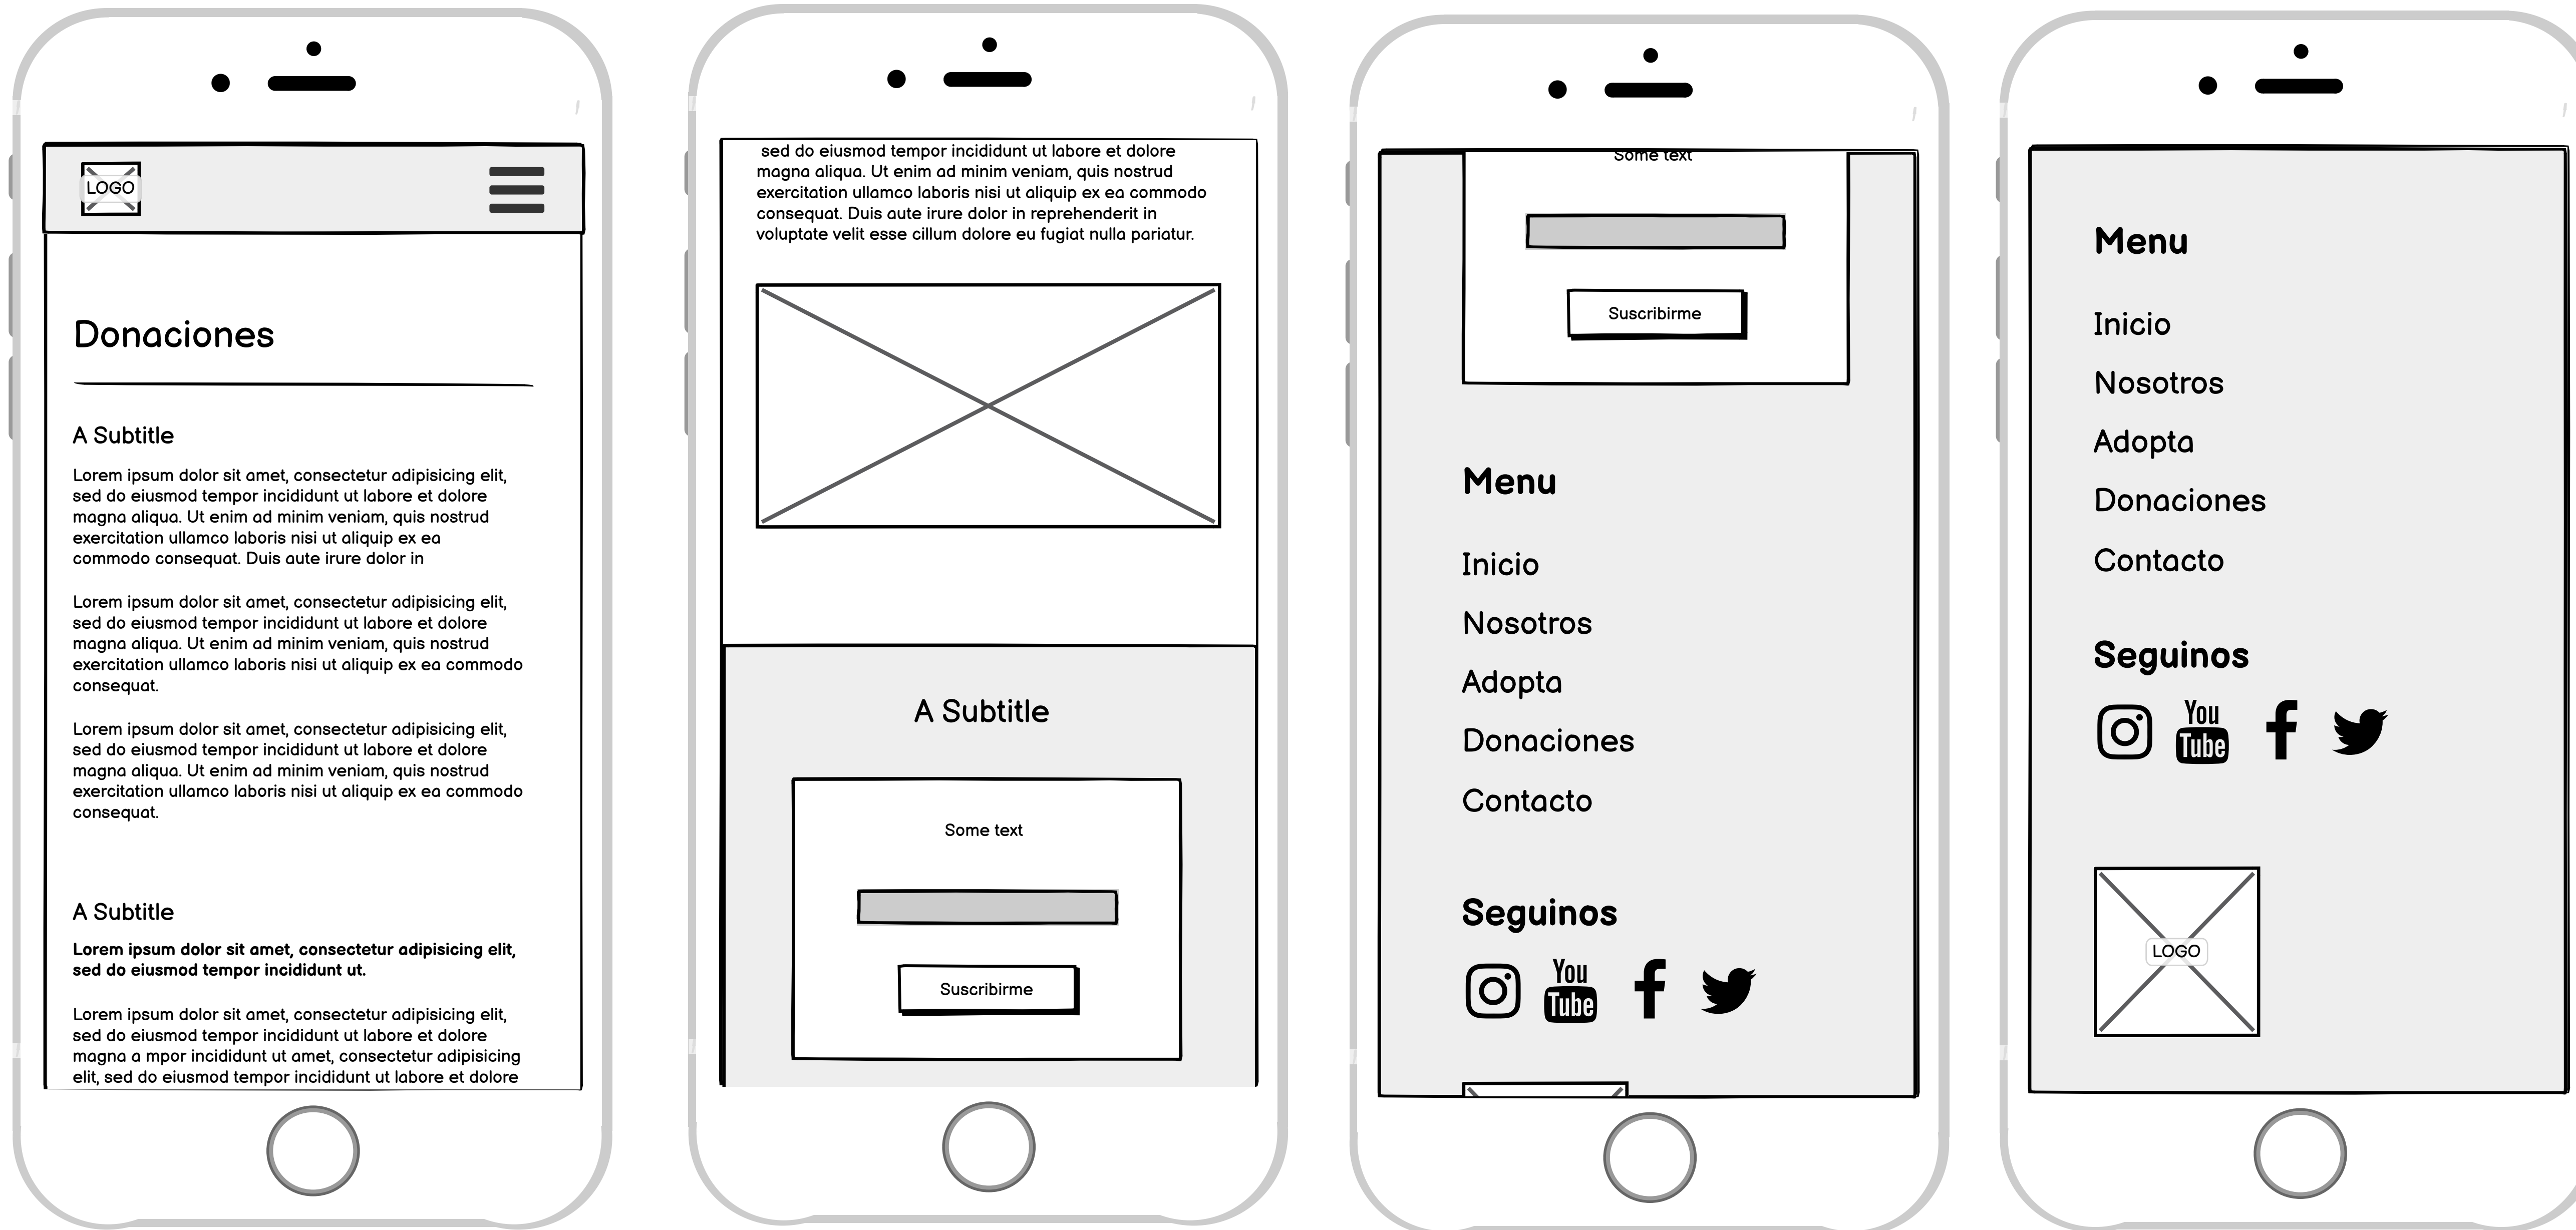 LOGO
Donaciones
A Subtitle
Lorem ipsum dolor sit amet, consectetur adipisicing elit,
sed do eiusmod tempor incididunt ut labore et dolore
magna aliqua. Ut enim ad minim veniam, quis nostrud
exercitation ullamco laboris nisi ut aliquip ex ea
commodo consequat. Duis aute irure dolor in
Lorem ipsum dolor sit amet, consectetur adipisicing elit,
sed do eiusmod tempor incididunt ut labore et dolore
magna aliqua. Ut enim ad minim veniam, quis nostrud
exercitation ullamco laboris nisi ut aliquip ex ea commodo
consequat.
Lorem ipsum dolor sit amet, consectetur adipisicing elit,
sed do eiusmod tempor incididunt ut labore et dolore
magna aliqua. Ut enim ad minim veniam, quis nostrud
exercitation ullamco laboris nisi ut aliquip ex ea commodo
consequat.
A Subtitle
Lorem ipsum dolor sit amet, consectetur adipisicing elit,
sed do eiusmod tempor incididunt ut.
Lorem ipsum dolor sit amet, consectetur adipisicing elit,
sed do eiusmod tempor incididunt ut labore et dolore
magna a mpor incididunt ut amet, consectetur adipisicing
elit, sed do eiusmod tempor incididunt ut labore et dolore
sed do eiusmod tempor incididunt ut labore et dolore
magna aliqua. Ut enim ad minim veniam, quis nostrud
exercitation ullamco laboris nisi ut aliquip ex ea commodo
consequat. Duis aute irure dolor in reprehenderit in
voluptate velit esse cillum dolore eu fugiat nulla pariatur.
A Subtitle
Some text
Suscribirme
Some text
Suscribirme
Menu
Inicio
Nosotros
Adopta
Donaciones
Contacto
Seguinos
You
Tube
Menu
Inicio
Nosotros
Adopta
Donaciones
Contacto
Seguinos
You
Tube
LOGO